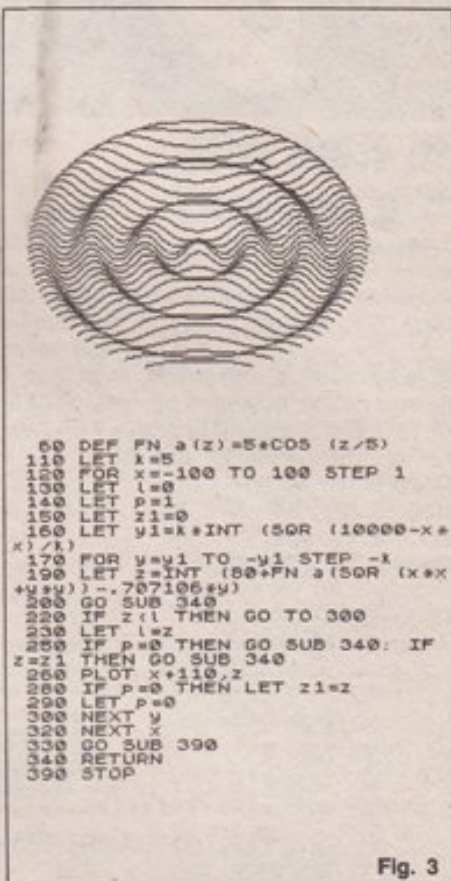 60 DEF FN a(z)=5*COS (z/5)
110 LET k=5
120 FOR x=-100 TO 100 STEP 1
130 LET l=0
140 LET p=1
150 LET z1=0
160 LET y1=k*INT (SQR (10000-x*
x)/k)
170 FOR y=y1 TO -y1 STEP -k
190 LET z=INT (80+FN a(SQR (x*x
+y*y))-.707106*y)
200 GO SUB 340
220 IF z<l THEN GO TO 300
230 LET l=z
250 IF p=0 THEN GO SUB 340: IF
z=z1 THEN GO SUB 340
260 PLOT x+110,z
280 IF p=0 THEN LET z1=z
290 LET p=0
300 NEXT y
320 NEXT x
330 GO SUB 390
340 RETURN
390 STOP
Fig. 3